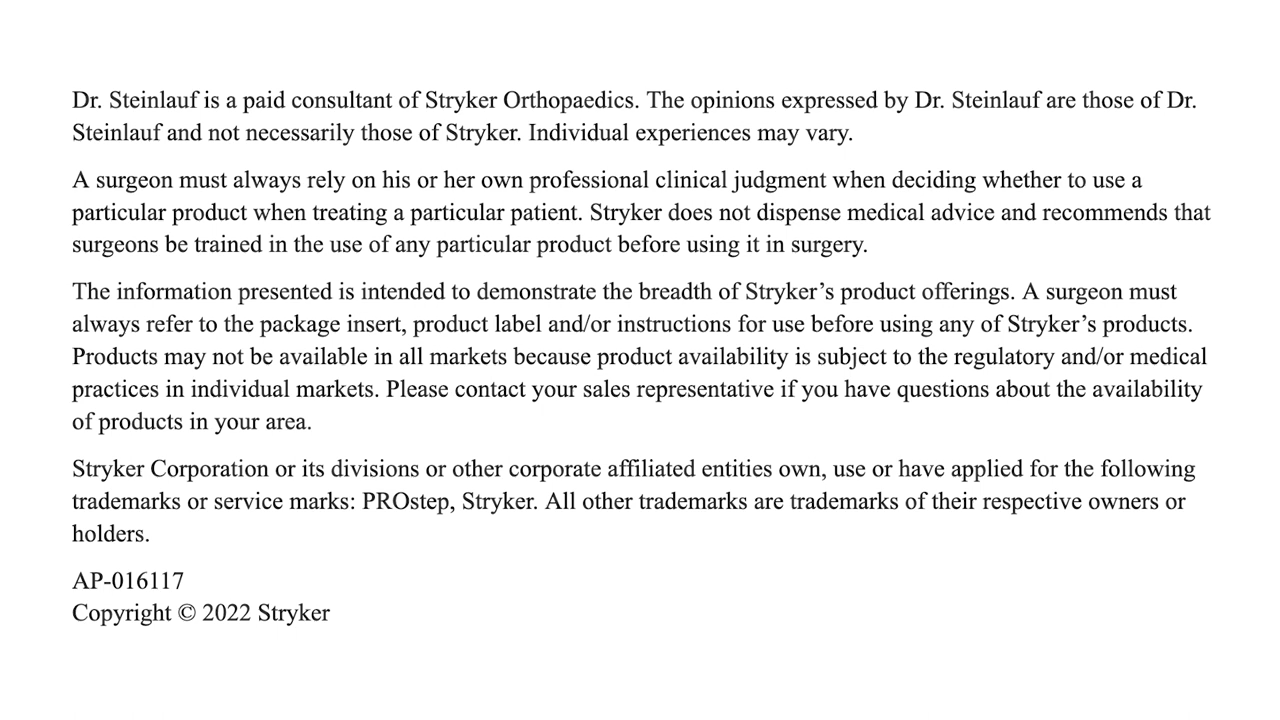 Dr. Steinlauf is a paid consultant of Stryker Orthopaedics. The opinions expressed by Dr. Steinlauf are those of Dr.
Steinlauf and not necessarily those of Stryker. Individual experiences may vary.
A surgeon must always rely on his or her own professional clinical judgment when deciding whether to use a
particular product when treating a particular patient. Stryker does not dispense medical advice and recommends that
surgeons be trained in the use of any particular product before using it in surgery.
The information presented is intended to demonstrate the breadth of Stryker’s product offerings. A surgeon must
always refer to the package insert, product label and/or instructions for use before using any of Stryker’s products.
Products may not be available in all markets because product availability is subject to the regulatory and/or medical
practices in individual markets. Please contact your sales representative if you have questions about the availability
of products in your area.
Stryker Corporation or its divisions or other corporate affiliated entities own, use or have applied for the following
trademarks or service marks: PROstep, Stryker. All other trademarks are trademarks of their respective owners or
holders.
AP-016117
Copyright © 2022 Stryker